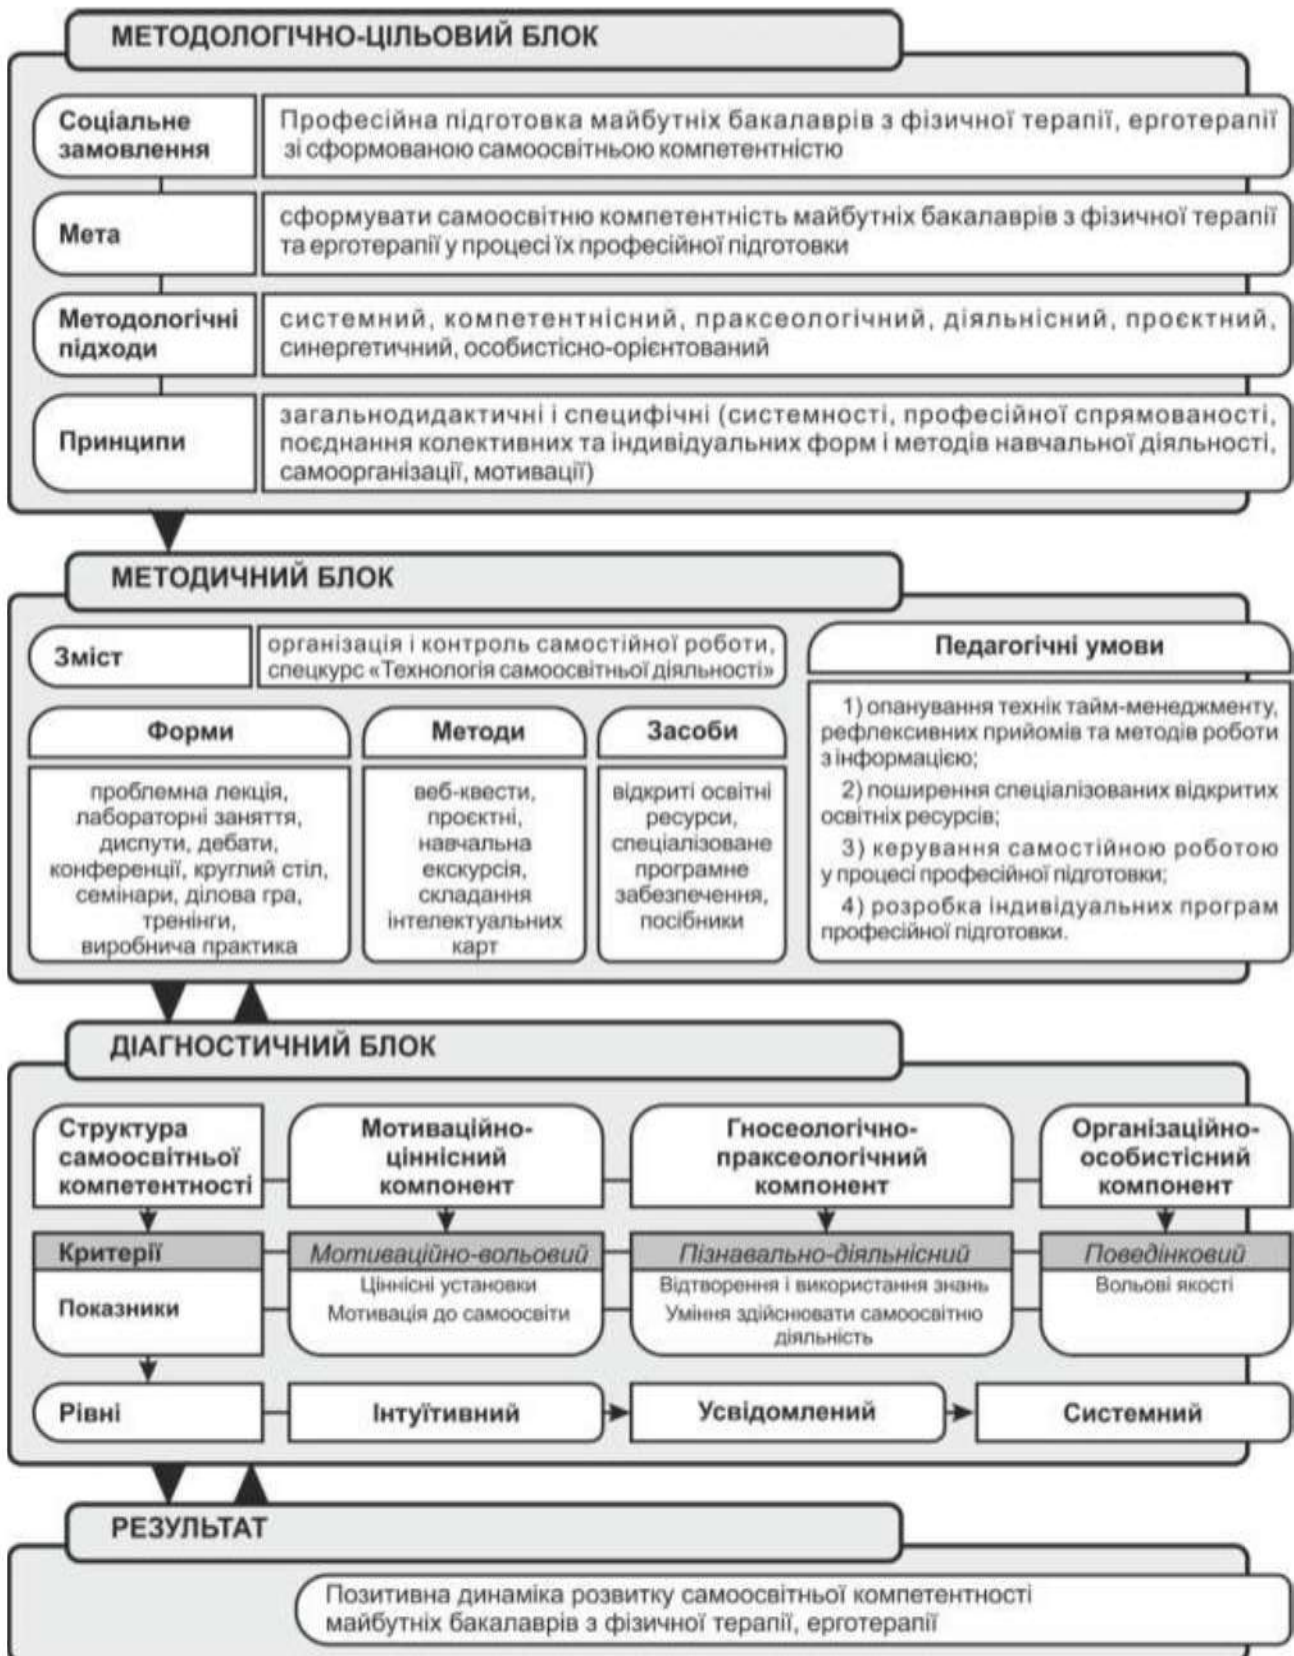 МЕТОДОЛОГІЧНО-ЦІЛЬОВИЙ БЛОК
Соціальне
замовлення
Професійна підготовка майбутніх бакалаврів з фізичної терапії, ерготерапії
зі сформованою самоосвітньою компетентністю
Мета
сформувати самоосвітню компетентність майбутніх бакалаврів з фізичної терапії
та ерготерапії у процесі їх професійної підготовки
Методологічні
підходи
системний, компетентнісний, праксеологічний, діяльнісний, проєктний,
синергетичний, особистісно-орієнтований
Принципи
загальнодидактичні і специфічні (системності, професійної спрямованості,
поєднання колективних та індивідуальних форм і методів навчальної діяльності,
самоорганізації, мотивації)
МЕТОДИЧНИЙ БЛОК
Зміст
організація і контроль самостійної роботи,
спецкурс «Технологія самоосвітньої діяльності»
Форми
проблемна лекція,
лабораторні заняття,
диспути, дебати,
конференції, круглий стіл,
семінари, ділова гра,
тренінги,
виробнича практика
Методи
веб-квести,
проєктні,
навчальна
екскурсія,
складання
інтелектуальних
карт
Засоби
відкриті освітні
ресурси,
спеціалізоване
програмне
забезпечення,
посібники
Педагогічні умови
1) опанування технік тайм-менеджменту,
рефлексивних прийомів та методів роботи
з інформацією;
2) поширення спеціалізованих відкритих
освітніх ресурсів;
3) керування самостійною роботою
у процесі професійної підготовки;
4) розробка індивідуальних програм
професійної підготовки.
ДІАГНОСТИЧНИЙ БЛОК
Структура
самоосвітньої
компетентності
Мотиваційно-
ціннісний
компонент
Гносеологічно-
праксеологічний
компонент
Організаційно-
особистісний
компонент
Критерії
Мотиваційно-вольовий
Пізнавально-діяльнісний
Поведінковий
Показники
Ціннісні установки
Мотивація до самоосвіти
Відтворення і використання знань
Уміння здійснювати самоосвітню
діяльність
Вольові якості
Рівні
Інтуїтивний
Усвідомлений
Системний
РЕЗУЛЬТАТ
Позитивна динаміка розвитку самоосвітньої компетентності
майбутніх бакалаврів з фізичної терапії, ерготерапії